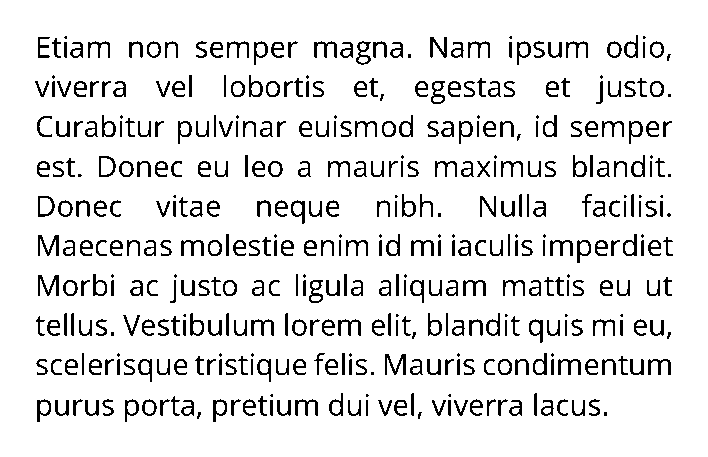 Etiam non semper magna. Nam ipsum odio,
viverra vel lobortis et, egestas et justo.
Curabitur pulvinar euismod sapien, id semper
est. Donec eu leo a mauris maximus blandit.
Donec vitae neque nibh. Nulla facilisi.
Maecenas molestie enim id mi iaculis imperdiet
Morbi ac justo ac ligula aliquam mattis eu ut
tellus. Vestibulum lorem elit, blandit quis mi eu,
scelerisque tristique felis. Mauris condimentum
purus porta, pretium dui vel, viverra lacus.